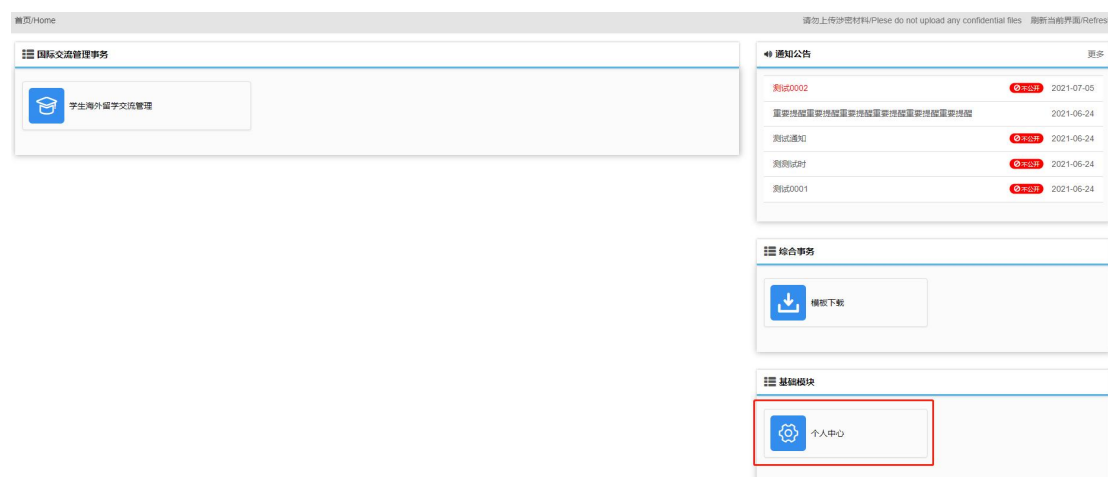 首页/Home
请勿上传涉密材料/Plese do not upload any confidential files 刷新当前界面/Refres
国际交流管理事务
学生海外留学交流管理
通知公告 更多
测试0002 不公开 2021-07-05
重要提醒重要提醒重要提醒重要提醒重要提醒重要提醒 2021-06-24
测试通知 不公开 2021-06-24
测测试时 不公开 2021-06-24
测试0001 不公开 2021-06-24
综合事务
模板下载
基础模块
个人中心